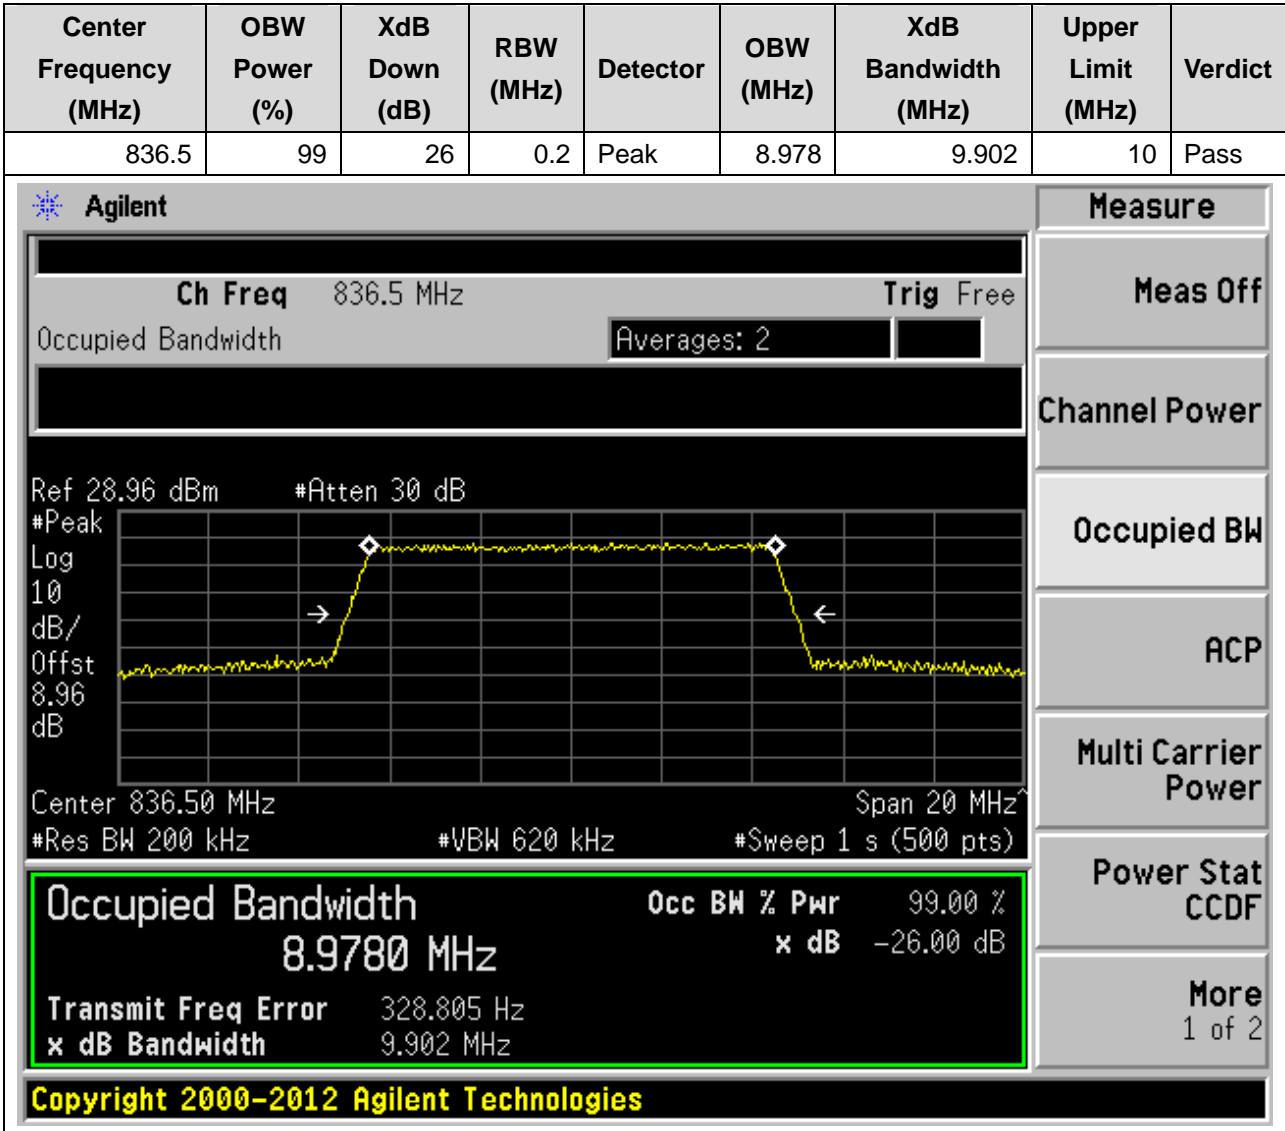 Center Frequency (MHz) OBW Power (%) XdB Down (dB) RBW (MHz) Detector OBW (MHz) XdB Bandwidth (MHz) Upper Limit (MHz) Verdict
836.5 99 26 0.2 Peak 8.978 9.902 10 Pass
Agilent
Measure
Ch Freq 836.5 MHz Trig Free
Meas Off
Occupied Bandwidth Averages: 2
Channel Power
Ref 28.96 dBm #Atten 30 dB
#Peak
Log
10
dB/
Offst
8.96
dB
Occupied BW
ACP
Multi Carrier
Power
Center 836.50 MHz Span 20 MHz^
#Res BW 200 kHz #VBW 620 kHz #Sweep 1 s (500 pts)
Power Stat
CCDF
Occupied Bandwidth Occ BW % Pwr 99.00 %
8.9780 MHz x dB -26.00 dB
Transmit Freq Error 328.805 Hz
x dB Bandwidth 9.902 MHz
More
1 of 2
Copyright 2000-2012 Agilent Technologies